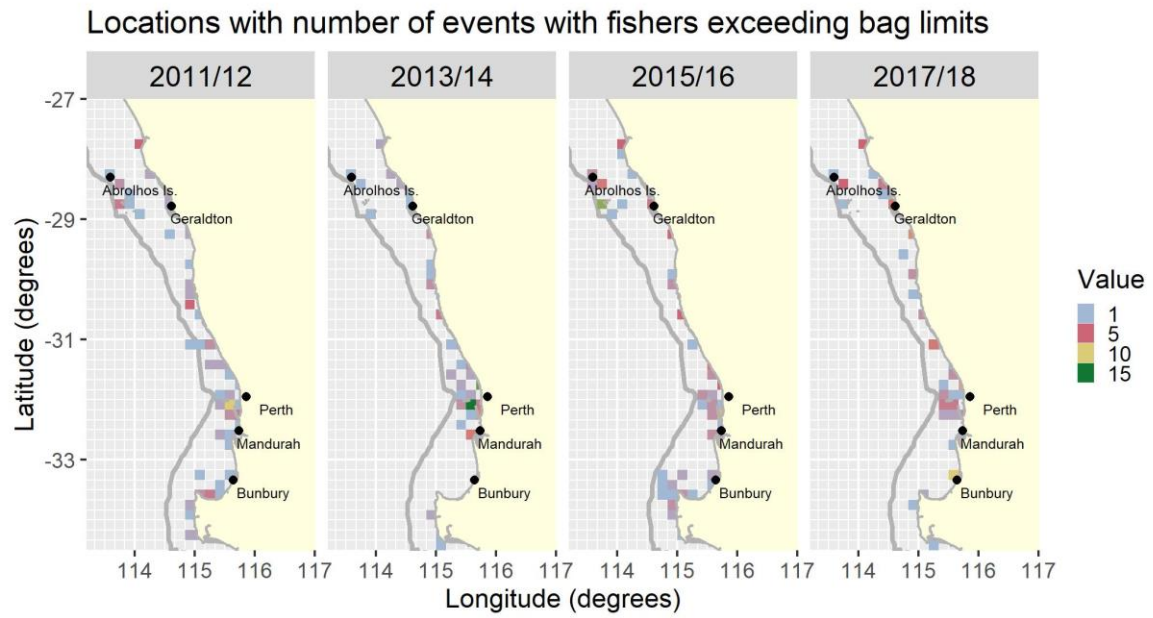 Locations with number of events with fishers exceeding bag limits
2011/12 2013/14 2015/16 2017/18
-27
-29
-31
-33
Latitude (degrees)
Abrolhos Is. Abrolhos Is. Abrolhos Is. Abrolhos Is.
Geraldton Geraldton Geraldton Geraldton
Perth Perth Perth Perth
Mandurah Mandurah Mandurah Mandurah
Bunbury Bunbury Bunbury Bunbury
114 115 116 117 114 115 116 117 114 115 116 117 114 115 116 117
Longitude (degrees)
Value
1
5
10
15